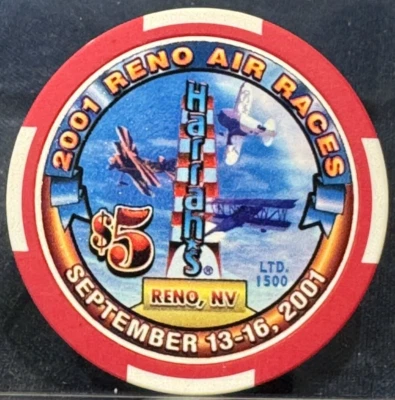 2001 RENO AIR RACES
Harrah's®
$5
LTD.
1500
RENO, NV
SEPTEMBER 13-16, 2001